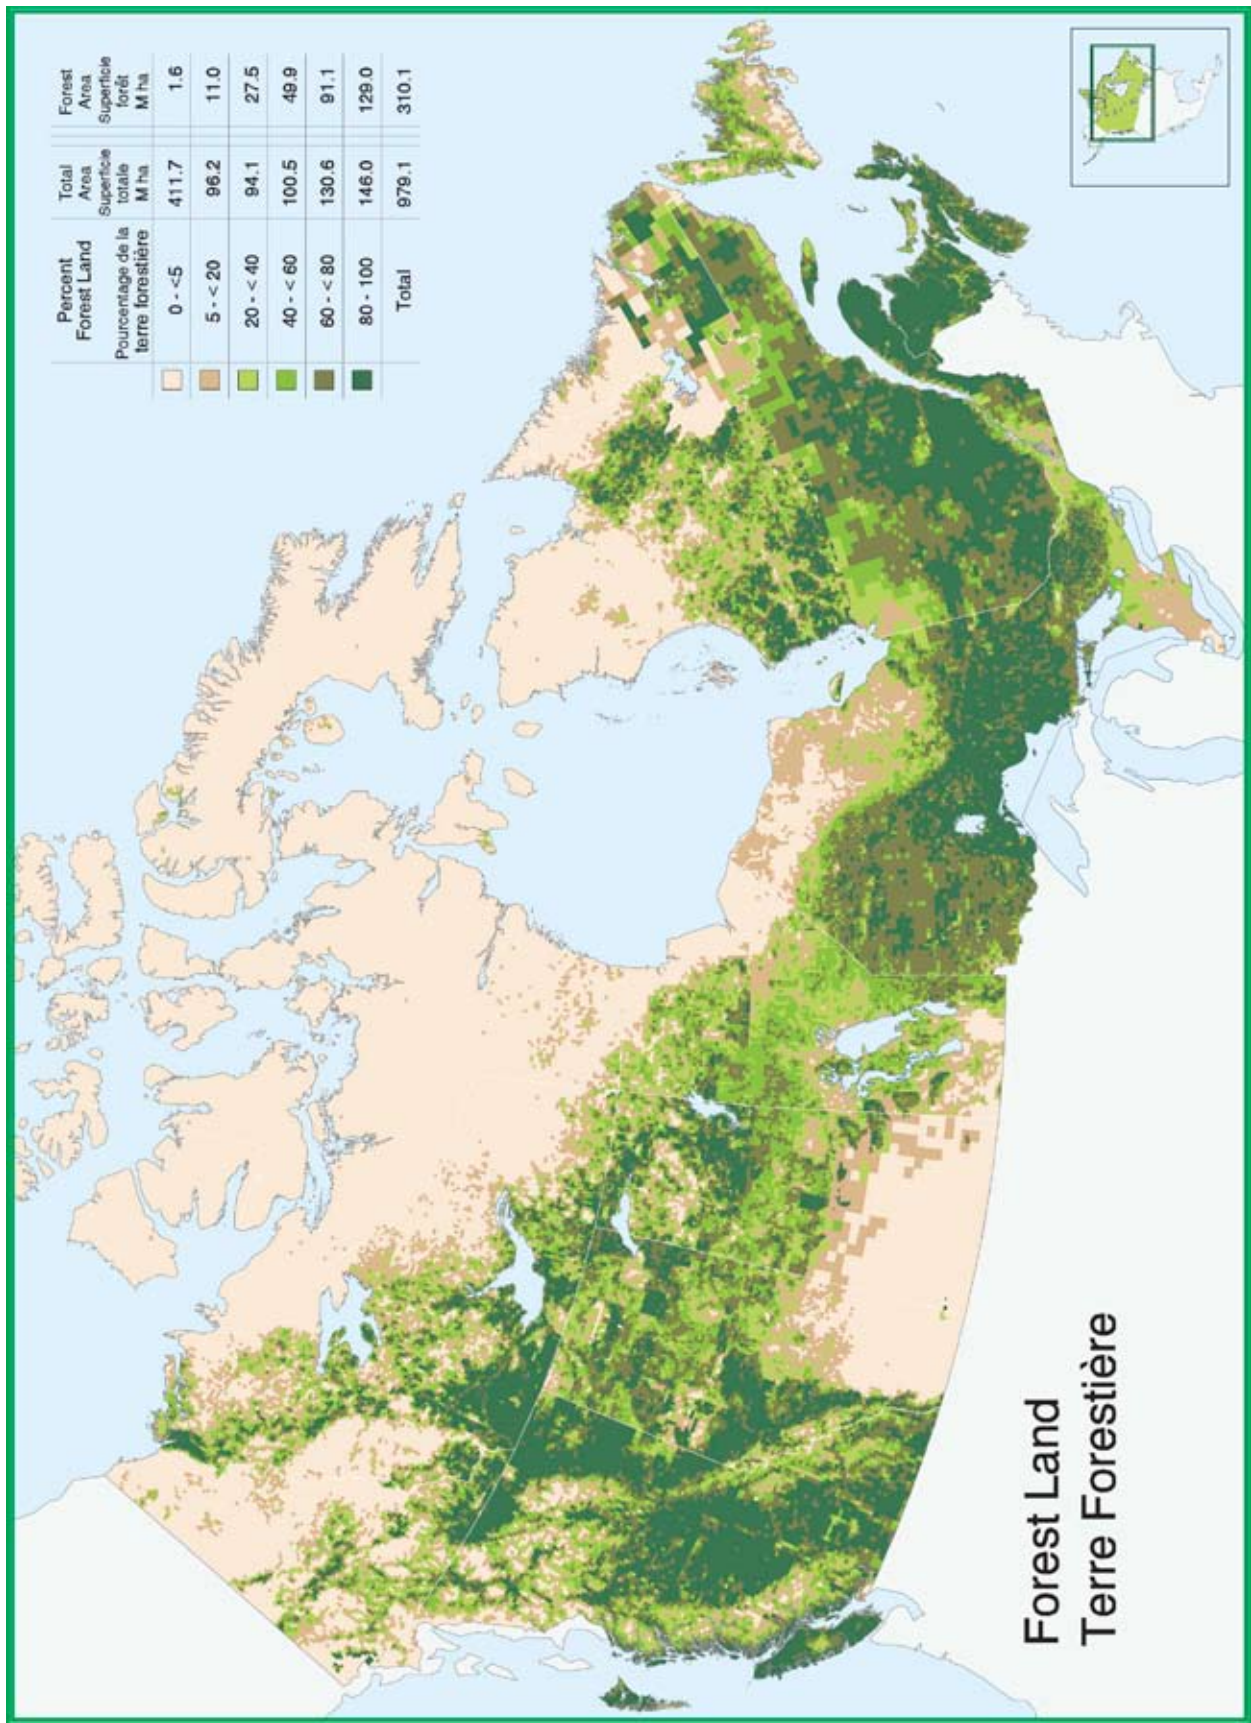 Percent
Forest Land
Pourcentage de la
terre forestière
Total
Area
Superficie
totale
M ha
Forest
Area
Superficie
forêt
M ha
0 - <5 411.7 1.6
5 - < 20 96.2 11.0
20 - < 40 94.1 27.5
40 - < 60 100.5 49.9
60 - < 80 130.6 91.1
80 - 100 146.0 129.0
Total 979.1 310.1
Forest Land
Terre Forestière